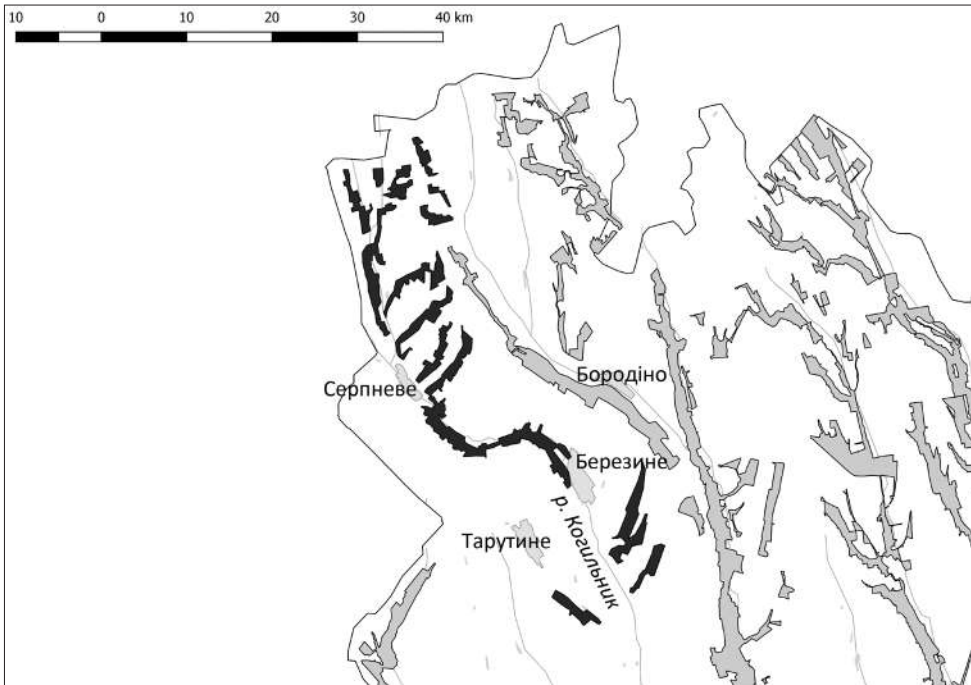 10 0 10 20 30 40 km
Бородіно
Серпневе
Березине
р. Когильник
Тарутине